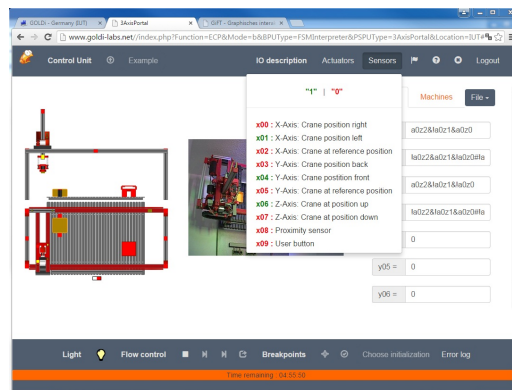 GOLDi - Germany (IUT)
3AxisPortal
GIFT - Graphisches Interak
www.goldi-labs.net//index.php?Function=ECP&Mode=b&BPUType=FSMInterpreter&PSPUType=3AxisPortal&Location=IUT#
Control Unit Example IO description Actuators Sensors Logout
"1" | "0"
Machines File
x00 : X-Axis: Crane position right
x01 : X-Axis: Crane position left
x02 : X-Axis: Crane at reference position
x03 : Y-Axis: Crane position back
x04 : Y-Axis: Crane postition front
x05 : Y-Axis: Crane at reference position
x06 : Z-Axis: Crane at position up
x07 : Z-Axis: Crane at position down
x08 : Proximity sensor
x09 : User button
a0z2&!a0z1&a0z0
!a0z2&a0z1&!a0z0#!a
a0z2&!a0z1&!a0z0
!a0z2&!a0z1&a0z0#!a
0
y05 = 0
y06 = 0
Light Flow control Breakpoints Choose initialization Error log
Time remaining : 04:55:50